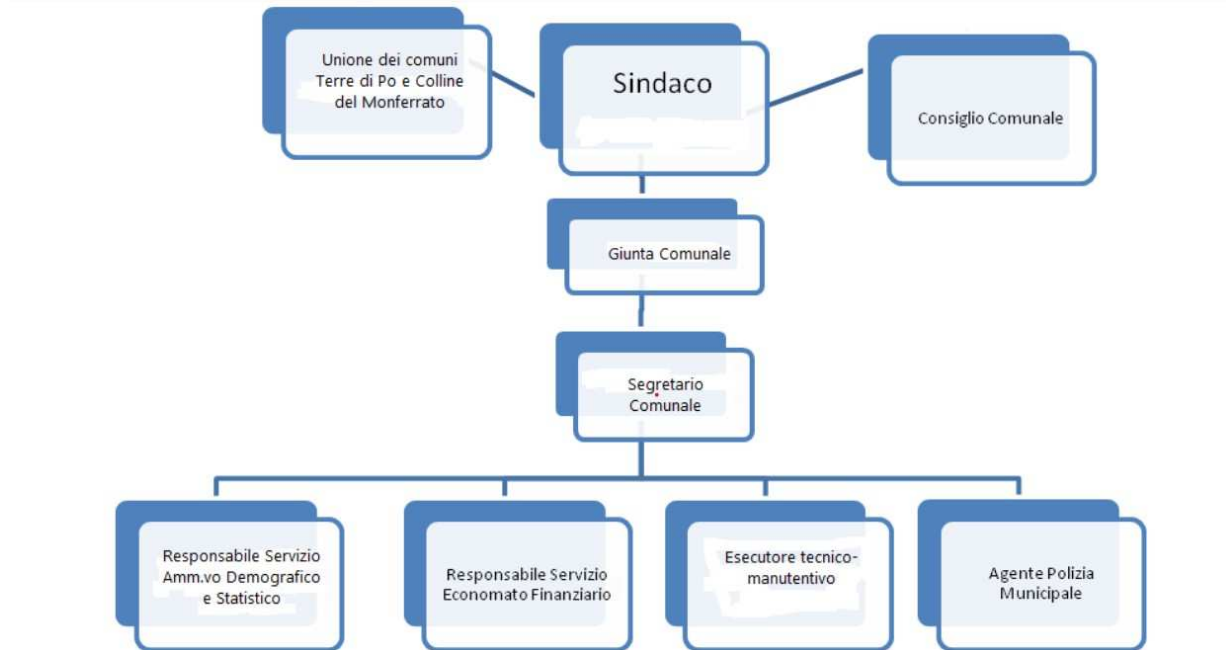 Unione dei comuni
Terre di Po e Colline
del Monferrato
Sindaco
Consiglio Comunale
Giunta Comunale
Segretario
Comunale
Responsabile Servizio
Amm.vo Demografico
e Statistico
Responsabile Servizio
Economato Finanziario
Esecutore tecnico-
manutentivo
Agente Polizia
Municipale